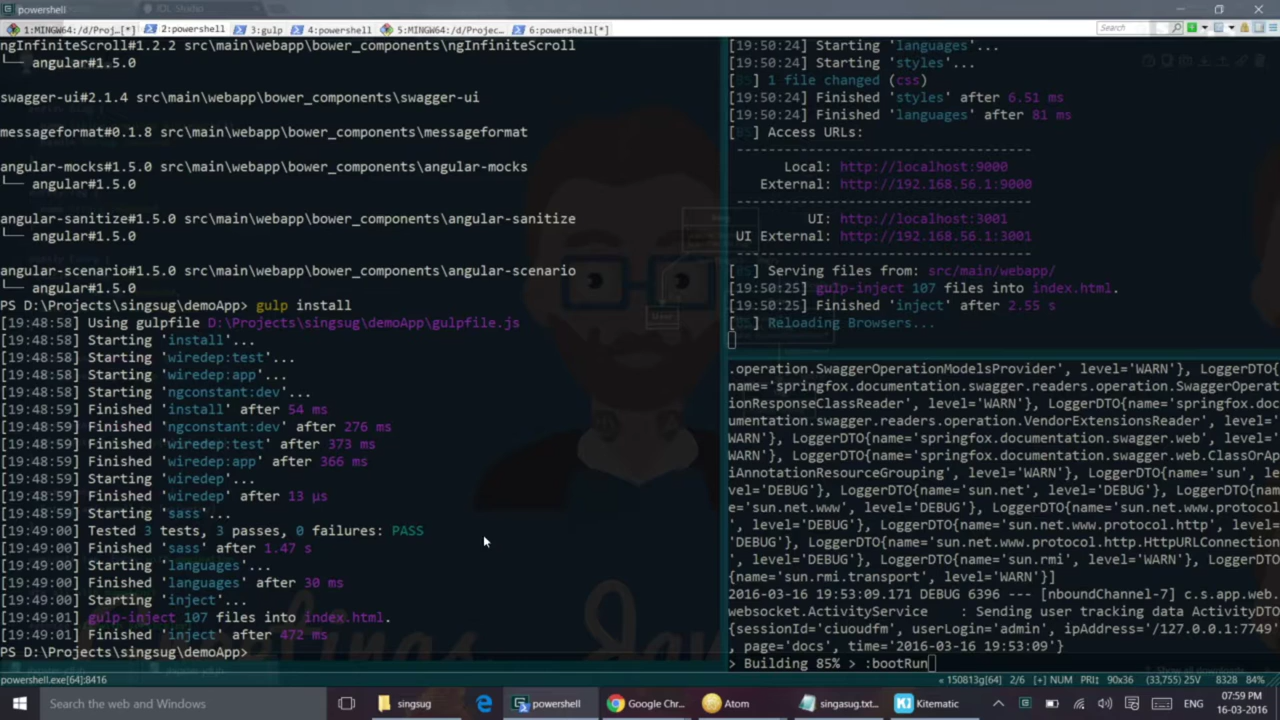 powershell
1:MINGW64:/d/Proj...[*] 2:powershell 3:gulp 4:powershell 5:MINGW64:/d/Projec... 6:powershell[*] Search
ngInfiniteScroll#1.2.2 src\main\webapp\bower_components\ngInfiniteScroll
└── angular#1.5.0
swagger-ui#2.1.4 src\main\webapp\bower_components\swagger-ui
messageformat#0.1.8 src\main\webapp\bower_components\messageformat
angular-mocks#1.5.0 src\main\webapp\bower_components\angular-mocks
└── angular#1.5.0
angular-sanitize#1.5.0 src\main\webapp\bower_components\angular-sanitize
└── angular#1.5.0
angular-scenario#1.5.0 src\main\webapp\bower_components\angular-scenario
└── angular#1.5.0
PS D:\Projects\singsug\demoApp> gulp install
[19:48:58] Using gulpfile D:\Projects\singsug\demoApp\gulpfile.js
[19:48:58] Starting 'install'...
[19:48:58] Starting 'wiredep:test'...
[19:48:58] Starting 'wiredep:app'...
[19:48:58] Starting 'ngconstant:dev'...
[19:48:58] Finished 'install' after 54 ms
[19:48:58] Finished 'ngconstant:dev' after 276 ms
[19:48:59] Finished 'wiredep:test' after 373 ms
[19:48:59] Finished 'wiredep:app' after 366 ms
[19:48:59] Starting 'wiredep'...
[19:48:59] Finished 'wiredep' after 13 μs
[19:48:59] Starting 'sass'...
[19:49:00] Tested 3 tests, 3 passes, 0 failures: PASS
[19:49:00] Finished 'sass' after 1.47 s
[19:49:00] Starting 'languages'...
[19:49:00] Finished 'languages' after 30 ms
[19:49:00] Starting 'inject'...
[19:49:01] gulp-inject 107 files into index.html.
[19:49:01] Finished 'inject' after 472 ms
PS D:\Projects\singsug\demoApp>
[19:50:24] Starting 'languages'...
[19:50:24] Starting 'styles'...
[BS] 1 file changed (css)
[19:50:24] Finished 'styles' after 6.51 ms
[19:50:24] Finished 'languages' after 81 ms
[BS] Access URLs:
--------------------------------------
Local: http://localhost:9000
External: http://192.168.56.1:9000
--------------------------------------
UI: http://localhost:3001
UI External: http://192.168.56.1:3001
--------------------------------------
[BS] Serving files from: src/main/webapp/
[19:50:25] gulp-inject 107 files into index.html.
[19:50:25] Finished 'inject' after 2.55 s
[BS] Reloading Browsers...
.operation.SwaggerOperationModelsProvider', level='WARN'}, LoggerDTO{
name='springfox.documentation.swagger.readers.operation.SwaggerOperat
ionResponseClassReader', level='WARN'}, LoggerDTO{name='springfox.doc
umentation.swagger.readers.operation.VendorExtensionsReader', level='
WARN'}, LoggerDTO{name='springfox.documentation.swagger.web', level='
WARN'}, LoggerDTO{name='springfox.documentation.swagger.web.ClassOrAp
iAnnotationResourceGrouping', level='WARN'}, LoggerDTO{name='sun', le
vel='DEBUG'}, LoggerDTO{name='sun.net', level='DEBUG'}, LoggerDTO{name=
'sun.net.www', level='DEBUG'}, LoggerDTO{name='sun.net.www.protocol'
, level='DEBUG'}, LoggerDTO{name='sun.net.www.protocol.http', level='
DEBUG'}, LoggerDTO{name='sun.net.www.protocol.http.HttpURLConnection'
, level='DEBUG'}, LoggerDTO{name='sun.rmi', level='DEBUG'}, LoggerDTO
{name='sun.rmi.transport', level='WARN'}]
2016-03-16 19:53:09.171 DEBUG 6396 --- [nboundChannel-7] c.s.app.web.
websocket.ActivityService : Sending user tracking data ActivityDTO
{sessionId='ciuoudfm', userLogin='admin', ipAddress='/127.0.0.1:7749'
, page='docs', time='2016-03-16 19:53:09'}
> Building 85% > :bootRun
powershell.exe[64]:8416 « 150813g[64] 2/6 [+] NUM PRI‡ 90x36 (33,755) 25V 8328 84%
Search the web and Windows singsug powershell Google Chr... Atom singasug.txt... Kitematic 07:59 PM
16-03-2016